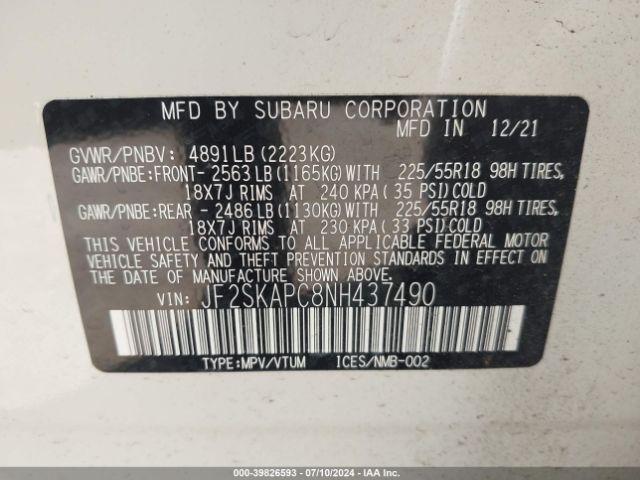 MFD BY SUBARU CORPORATION
MFD IN 12/21
GVWR/PNBV: 4891LB(2223KG)
GAWR/PNBE:FRONT- 2563LB(1165KG)WITH 225/55R18 98H TIRES,
18X7J RIMS AT 240 KPA(35 PSI)COLD
GAWR/PNBE:REAR - 2486LB(1130KG)WITH 225/55R18 98H TIRES,
18X7J RIMS AT 230 KPA(33 PSI)COLD
THIS VEHICLE CONFORMS TO ALL APPLICABLE FEDERAL MOTOR
VEHICLE SAFETY AND THEFT PREVENTION STANDARDS IN EFFECT
ON THE DATE OF MANUFACTURE SHOWN ABOVE.
VIN: JF2SKAPC8NH437490
TYPE:MPV/VTUM ICES/NMB-002
000-39826593 - 07/10/2024 - IAA Inc.